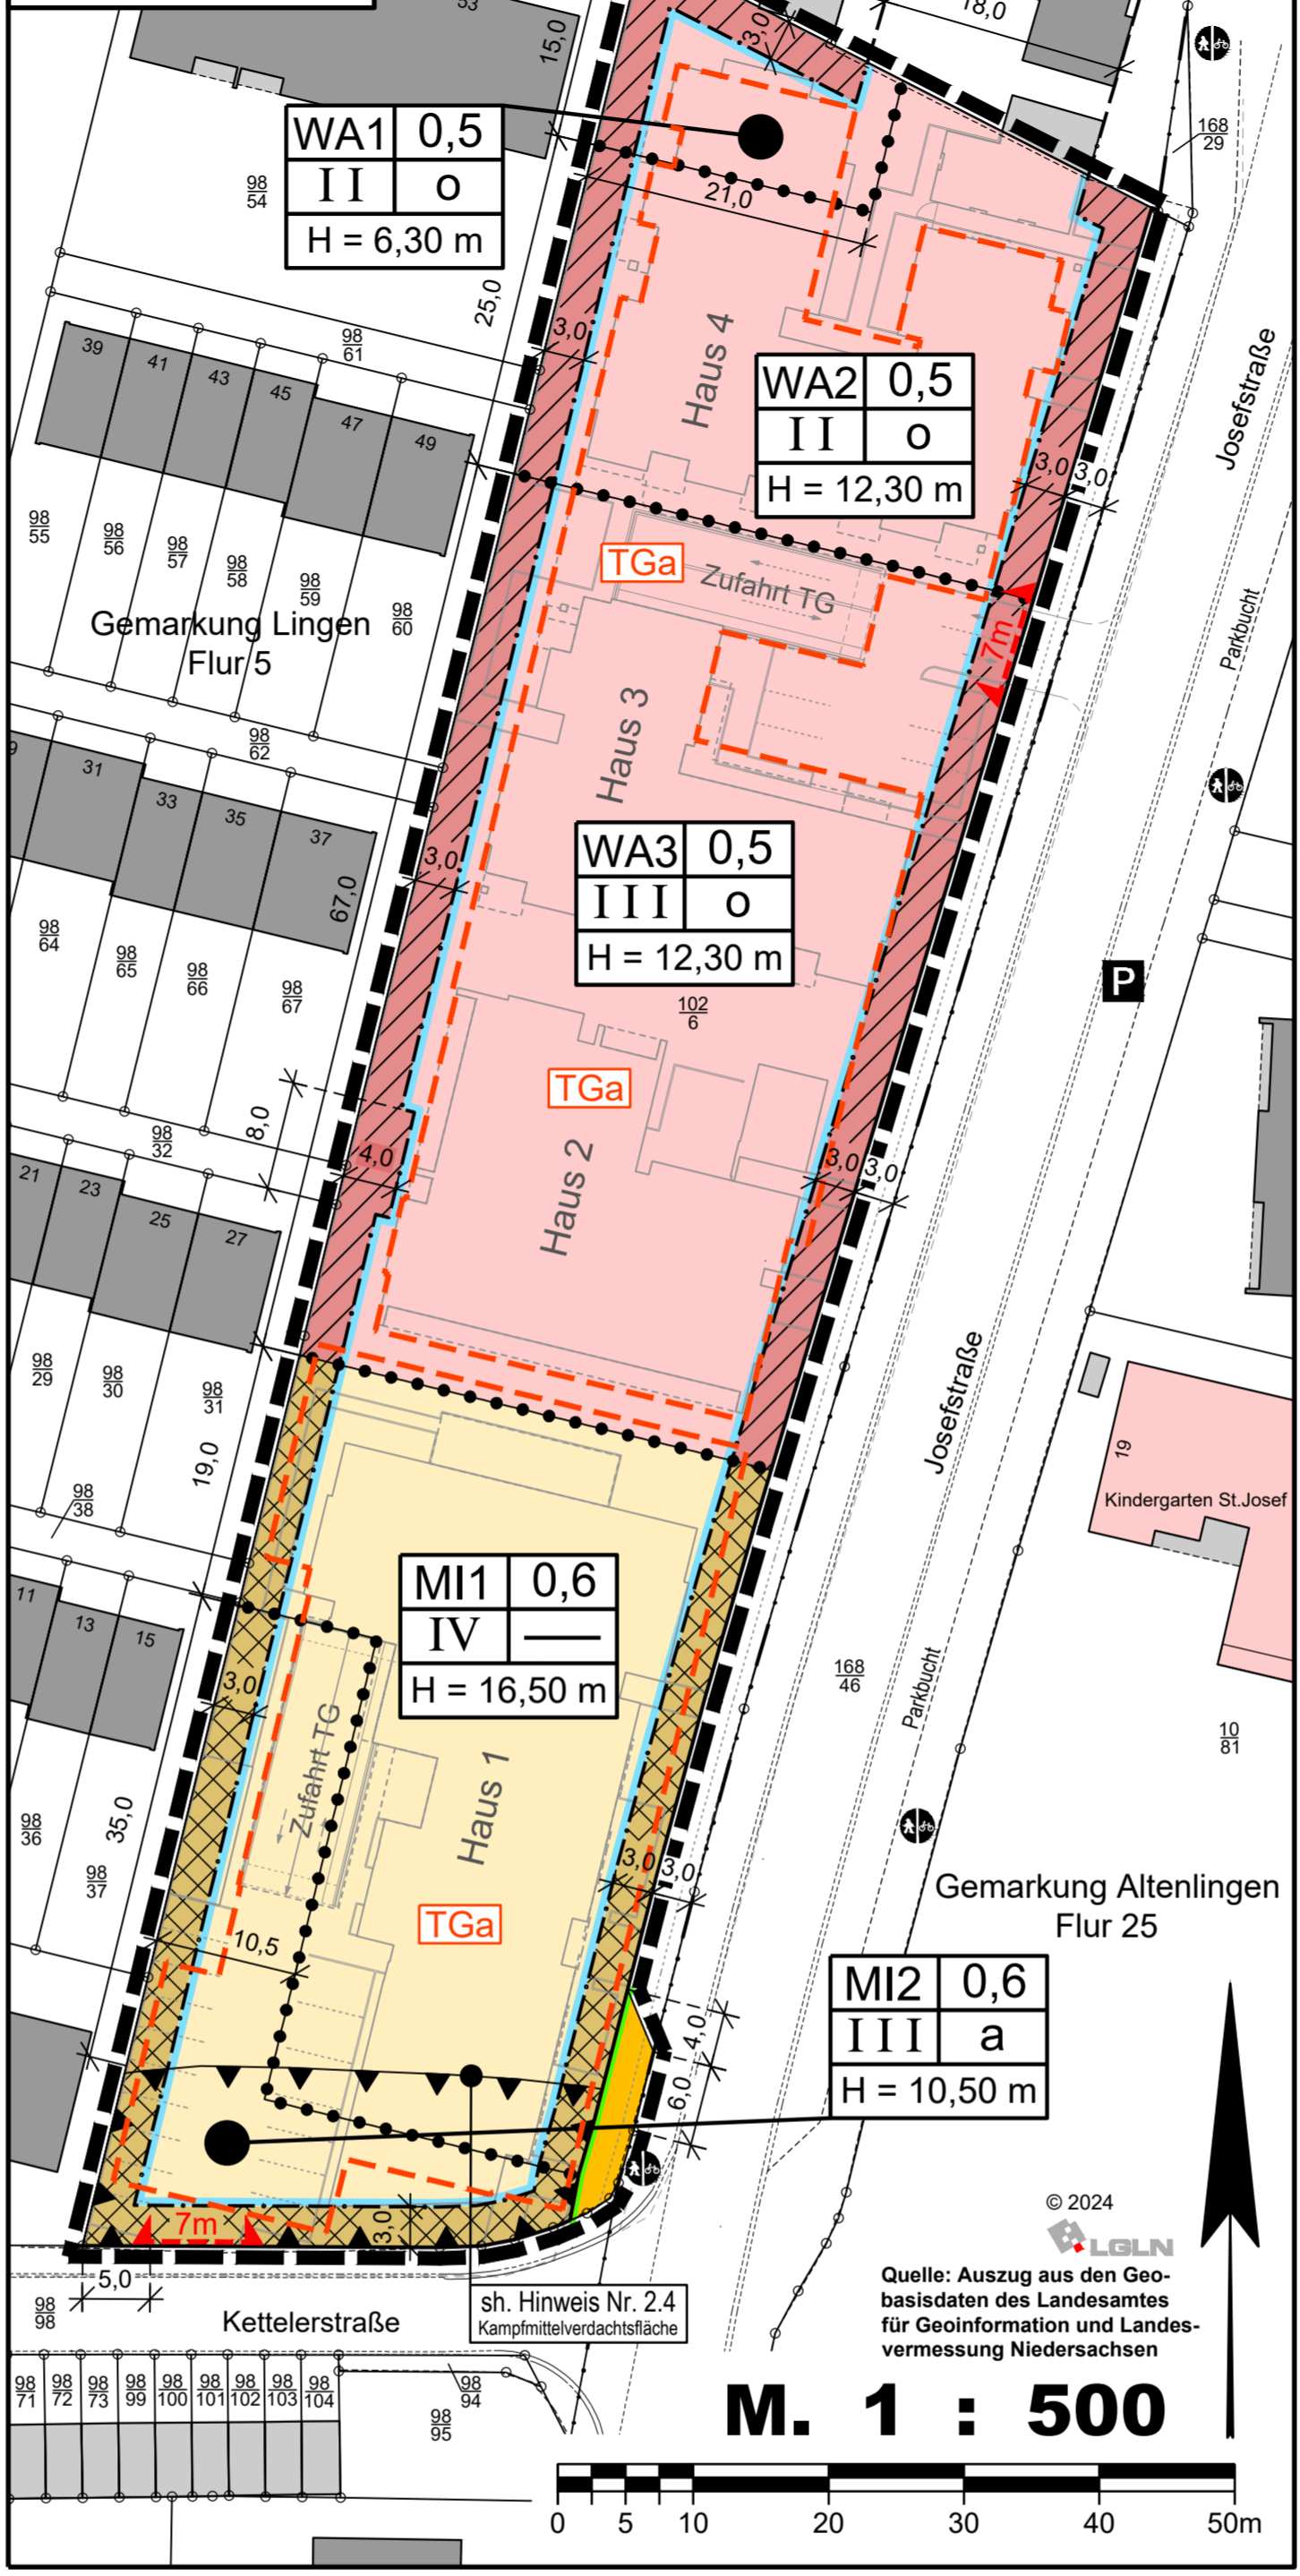 53
15,0
3,0
18,0
168
29
WA1 0,5
II o
H = 6,30 m
98
54
21,0
25,0
3,0
98
61
39
41
43
45
47
49
Haus 4
WA2 0,5
II o
H = 12,30 m
Josefstraße
3,0 3,0
98
55
98
56
98
57
98
58
98
59
98
60
TGa
Zufahrt TG
7m
Parkbucht
Gemarkung Lingen
Flur 5
98
62
Haus 3
9
31
33
35
37
67,0
3,0
WA3 0,5
III o
H = 12,30 m
102
6
P
98
64
98
65
98
66
98
67
TGa
8,0
98
32
4,0
3,0 3,0
Haus 2
21
23
25
27
98
29
98
30
98
31
19,0
98
38
Josefstraße
19
Kindergarten St.Josef
MI1 0,6
IV —
H = 16,50 m
11
13
15
3,0
Zufahrt TG
Haus 1
168
46
Parkbucht
10
81
98
36
98
37
35,0
3,0 3,0
TGa
10,5
Gemarkung Altenlingen
Flur 25
MI2 0,6
III a
H = 10,50 m
4,0
6,0
7m
3,0
5,0
98
98
Kettelerstraße
sh. Hinweis Nr. 2.4
Kampfmittelverdachtsfläche
© 2024
LGLN
Quelle: Auszug aus den Geo-
basisdaten des Landesamtes
für Geoinformation und Landes-
vermessung Niedersachsen
98
71
98
72
98
73
98
99
98
100
98
101
98
102
98
103
98
104
98
94
98
95
M. 1 : 500
0 5 10 20 30 40 50m